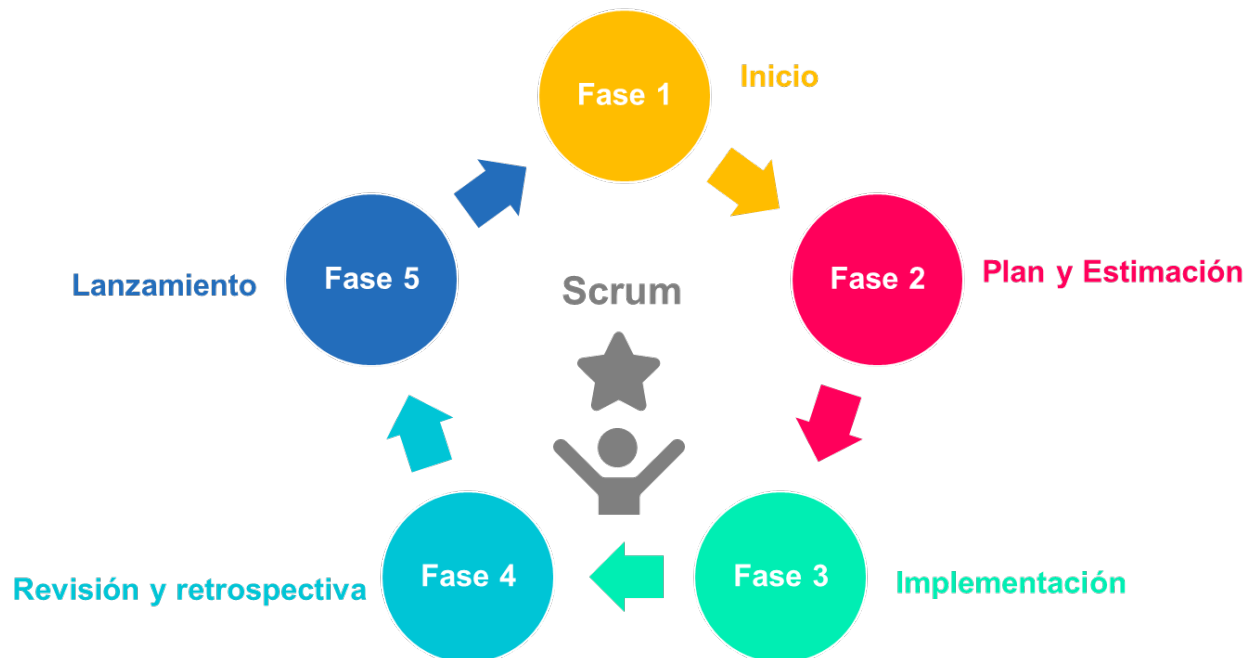 Fase 1
Inicio
Fase 2
Plan y Estimación
Fase 3
Implementación
Fase 4
Revisión y retrospectiva
Fase 5
Lanzamiento
Scrum